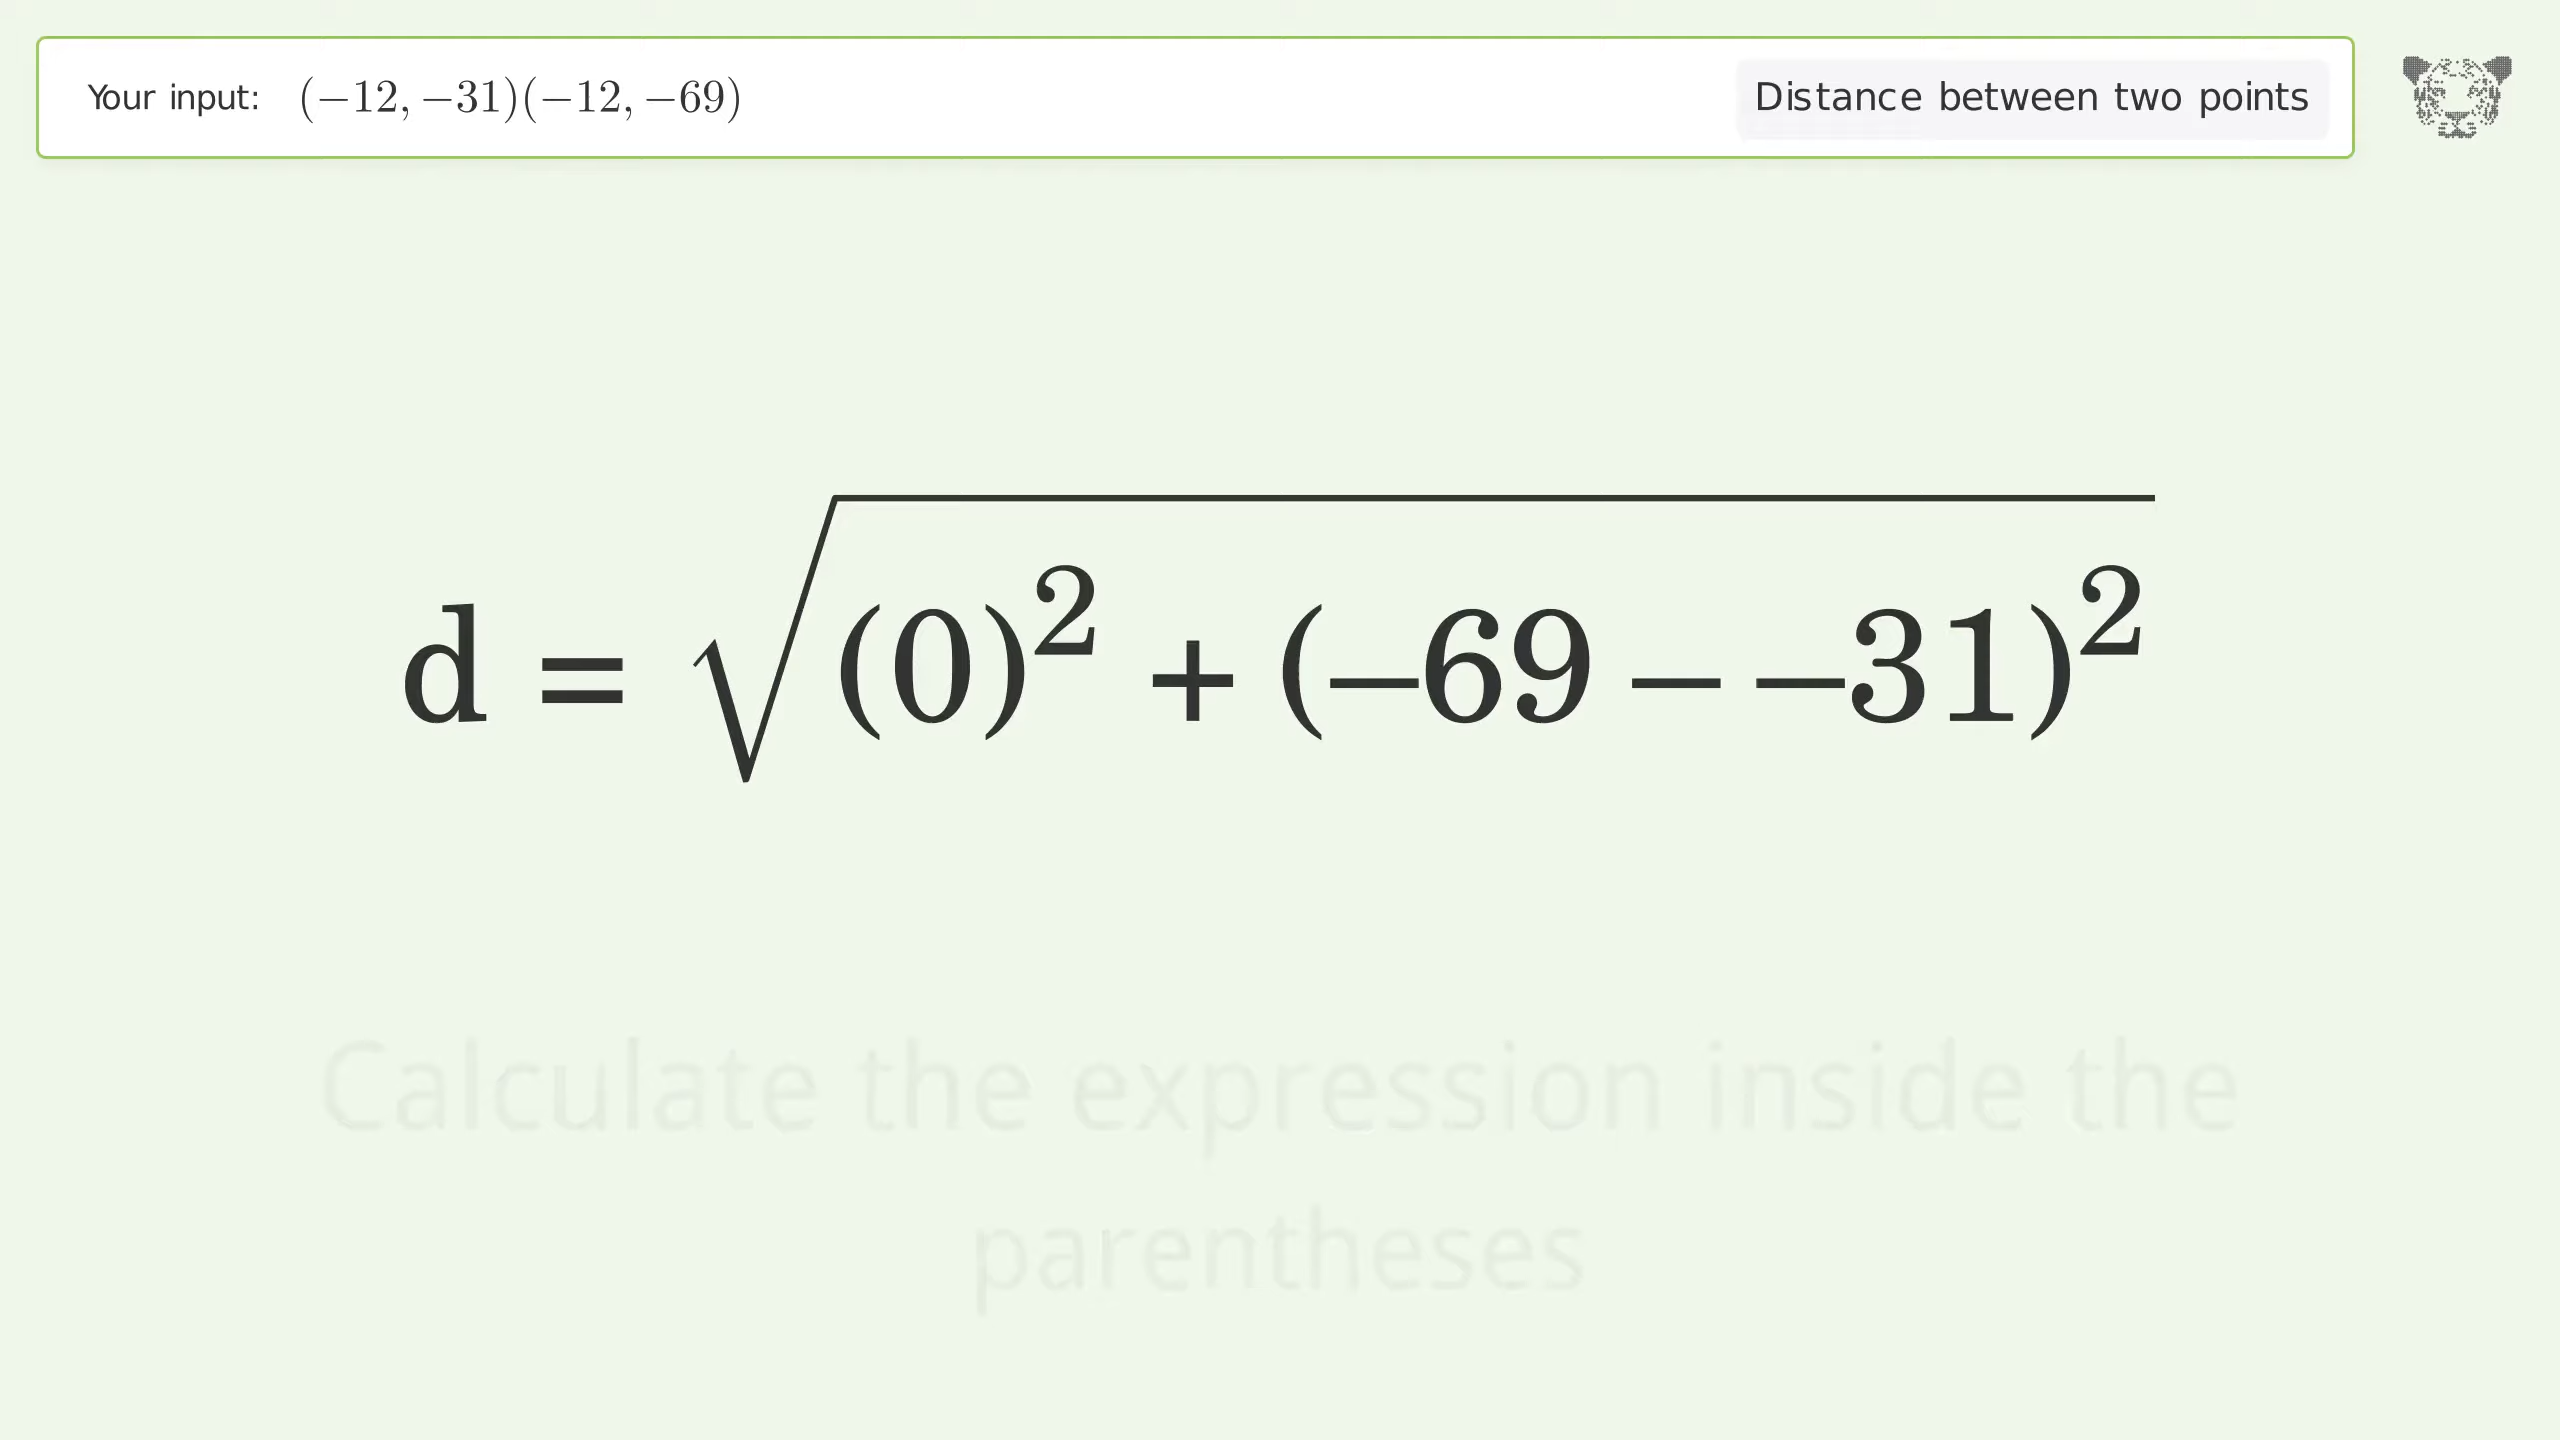 Your input: (−12, −31)(−12, −69)
Distance between two points
d = √(0)² + (−69 − −31)²
Calculate the expression inside the
parentheses